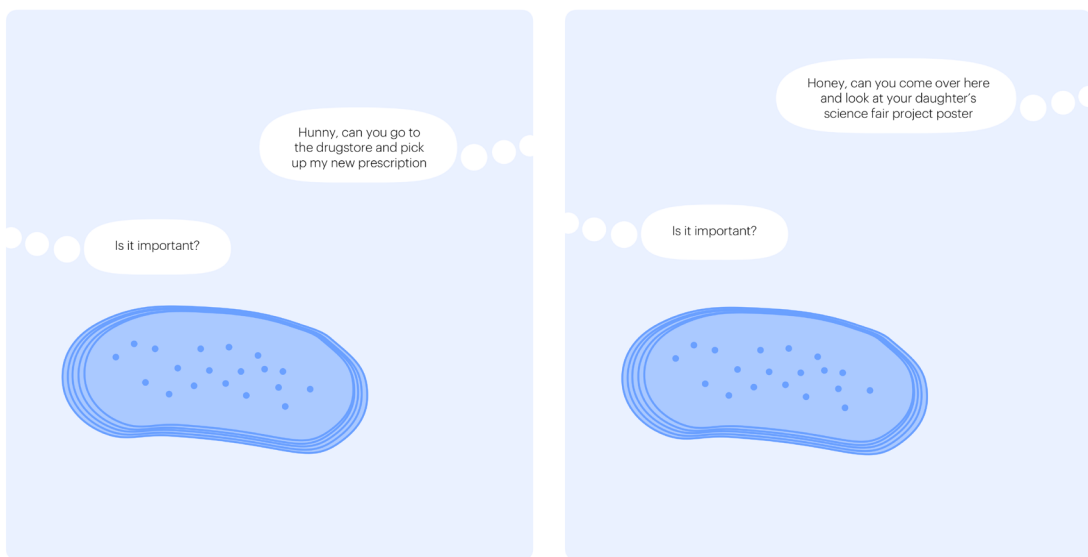 Hunny, can you go to
the drugstore and pick
up my new prescription
Is it important?
Honey, can you come over here
and look at your daughter's
science fair project poster
Is it important?